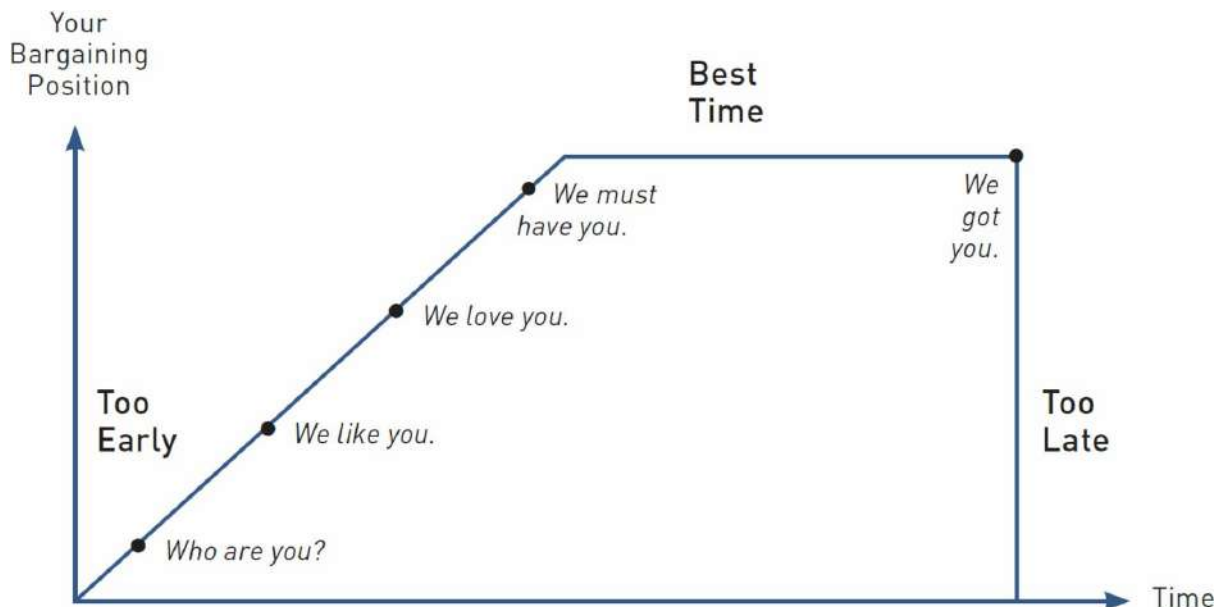 Your
Bargaining
Position
Best
Time
We must
have you.
We
got
you.
We love you.
Too
Early
We like you.
Too
Late
Who are you?
Time